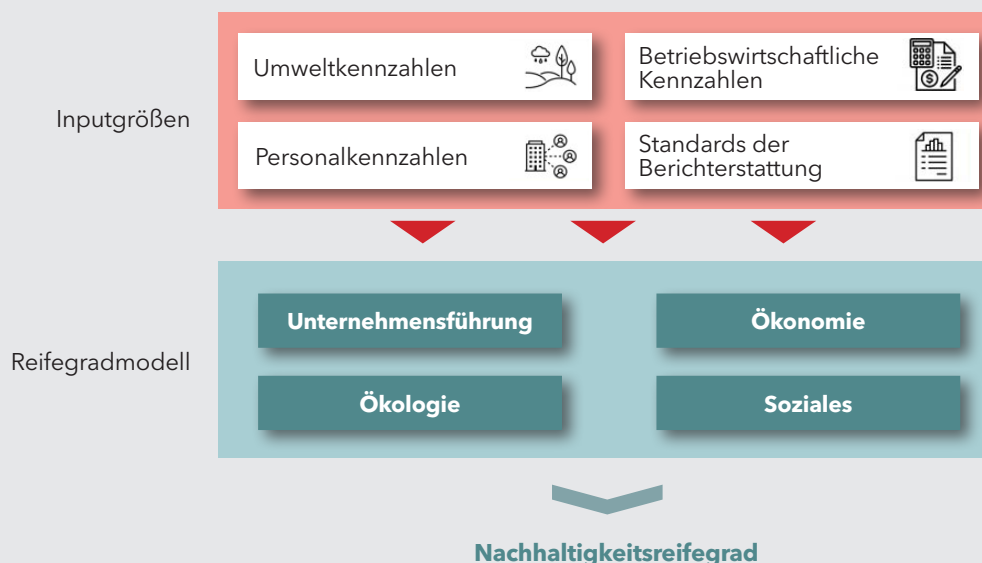 Inputgrößen
Umweltkennzahlen
Betriebswirtschaftliche
Kennzahlen
Personalkennzahlen
Standards der
Berichterstattung
Reifegradmodell
Unternehmensführung
Ökonomie
Ökologie
Soziales
Nachhaltigkeitsreifegrad